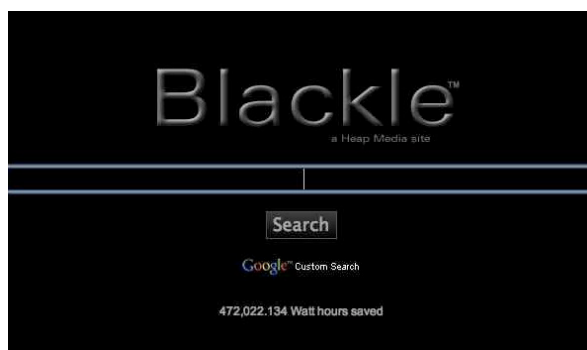 Blackle™
a Heap Media site
Search
Google™ Custom Search
472,022.134 Watt hours saved